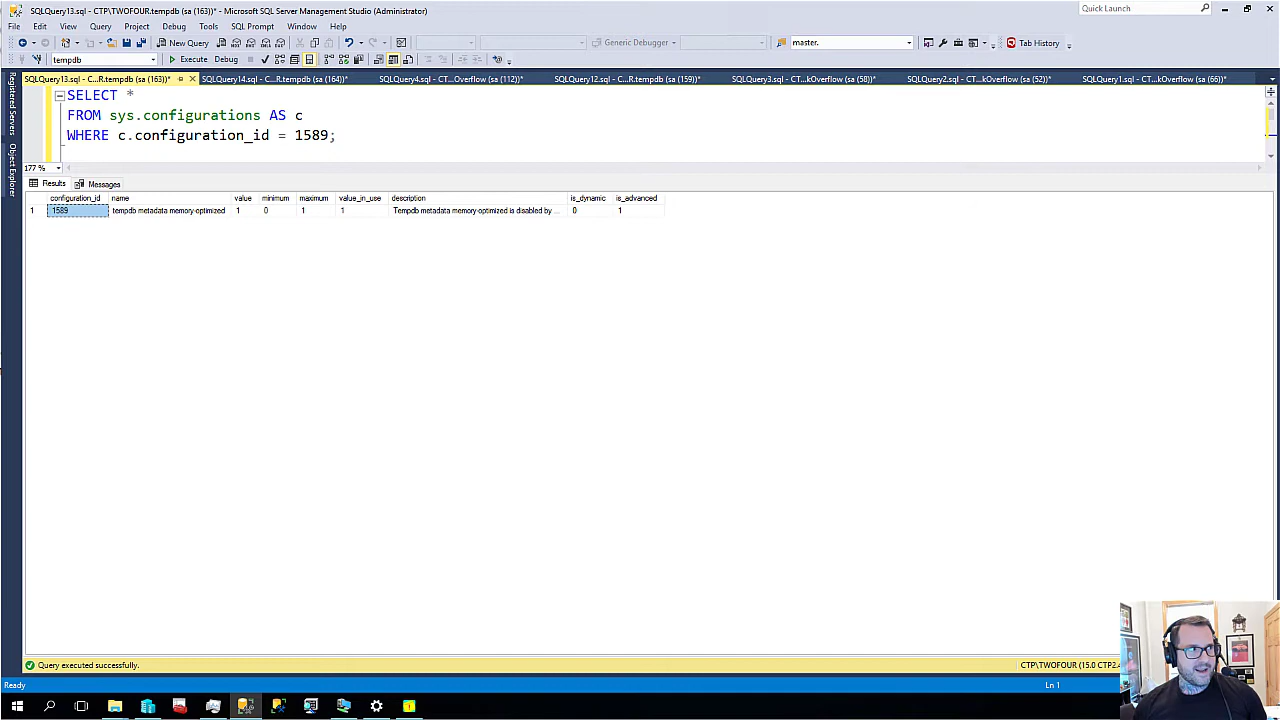 SQLQuery13.sql - CTP\TWOFOUR.tempdb (sa (163))* - Microsoft SQL Server Management Studio (Administrator)
Quick Launch
File Edit View Query Project Debug Tools SQL Prompt Window Help
New Query
Generic Debugger
master.
Tab History
tempdb
Execute Debug
SQLQuery13.sql - C...R.tempdb (sa (163))*
SQLQuery14.sql - C...R.tempdb (sa (164))*
SQLQuery4.sql - CT...Overflow (sa (112))*
SQLQuery12.sql - C...R.tempdb (sa (159))*
SQLQuery3.sql - CT...kOverflow (sa (58))*
SQLQuery2.sql - CT...kOverflow (sa (52))*
SQLQuery1.sql - CT...kOverflow (sa (66))*
Registered Servers
Object Explorer
SELECT *
FROM sys.configurations AS c
WHERE c.configuration_id = 1589;
177 %
Results Messages
configuration_id name value minimum maximum value_in_use description is_dynamic is_advanced
1 1589 tempdb metadata memory-optimized 1 0 1 1 Tempdb metadata memory-optimized is disabled by ... 0 1
Query executed successfully.
CTP\TWOFOUR (15.0 CTP2.4
Ready
Ln 1